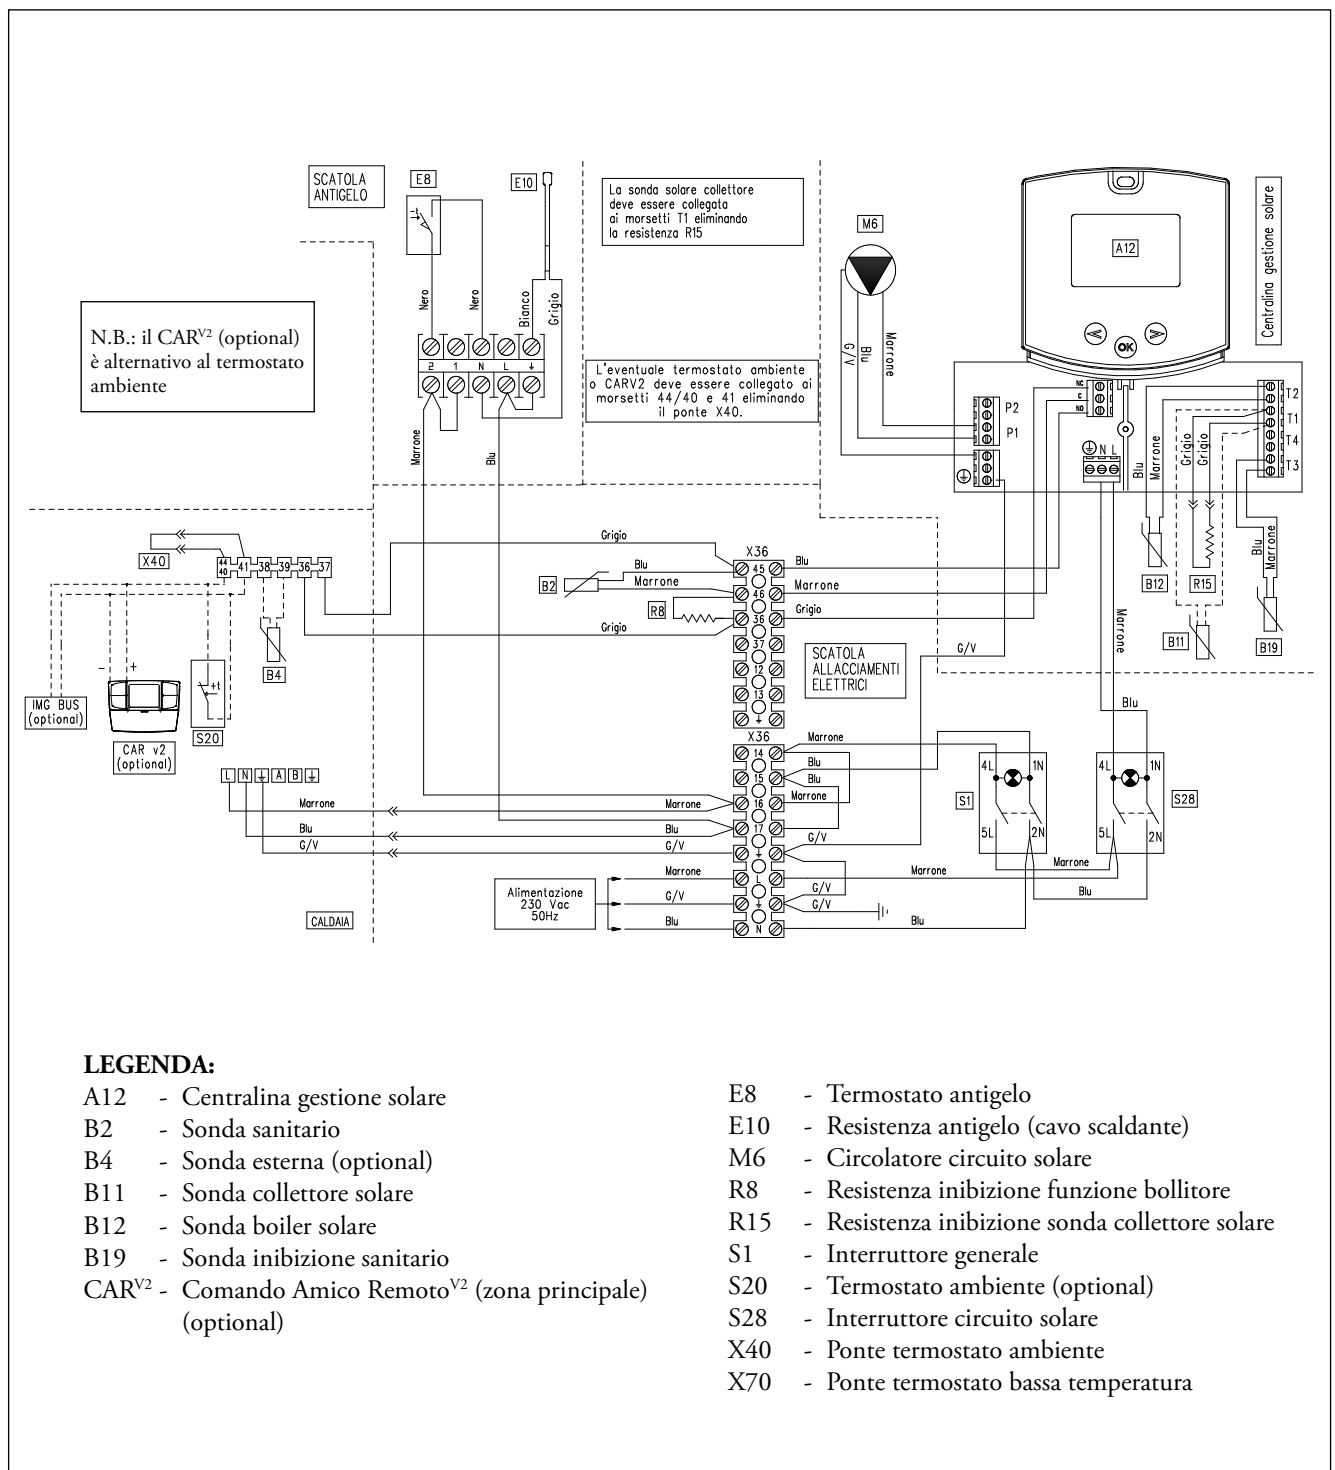 SCATOLA
ANTIGELO
E8
E10
La sonda solare collettore
deve essere collegata
ai morsetti T1 eliminando
la resistenza R15
M6
A12
OK
Centralina gestione solare
N.B.: il CARV2 (optional)
è alternativo al termostato
ambiente
Nero
Nero
Bianco
Grigio
2 1 N L
L'eventuale termostato ambiente
o CARV2 deve essere collegato ai
morsetti 44/40 e 41 eliminando
il ponte X40.
G/V
Blu
Marrone
P2
P1
NC
C
NO
N L
T2
T1
T4
T3
Marrone
Blu
Blu
Marrone
Grigio
Grigio
Blu
Marrone
B12
R15
B11
B19
X40
44
40
41 38 39 36 37
Grigio
Grigio
B4
- +
IMG BUS
(optional)
CAR v2
(optional)
+t
S20
B2
Blu
Marrone
R8
X36
45
46
36
37
12
13
Blu
Marrone
Grigio
SCATOLA
ALLACCIAMENTI
ELETTRICI
G/V
Marrone
Blu
L N A B
Marrone
Blu
G/V
Marrone
Blu
G/V
X36
14
15
16
17
L
N
Marrone
Blu
Blu
Marrone
G/V
G/V
G/V
Marrone
Blu
Marrone
Blu
S1
4L 1N
5L 2N
4L 1N
5L 2N
S28
CALDAIA
Alimentazione
230 Vac
50Hz
Marrone
G/V
Blu
LEGENDA:
A12 - Centralina gestione solare
B2 - Sonda sanitario
B4 - Sonda esterna (optional)
B11 - Sonda collettore solare
B12 - Sonda boiler solare
B19 - Sonda inibizione sanitario
CARV2 - Comando Amico RemotoV2 (zona principale)
(optional)
E8 - Termostato antigelo
E10 - Resistenza antigelo (cavo scaldante)
M6 - Circolatore circuito solare
R8 - Resistenza inibizione funzione bollitore
R15 - Resistenza inibizione sonda collettore solare
S1 - Interruttore generale
S20 - Termostato ambiente (optional)
S28 - Interruttore circuito solare
X40 - Ponte termostato ambiente
X70 - Ponte termostato bassa temperatura